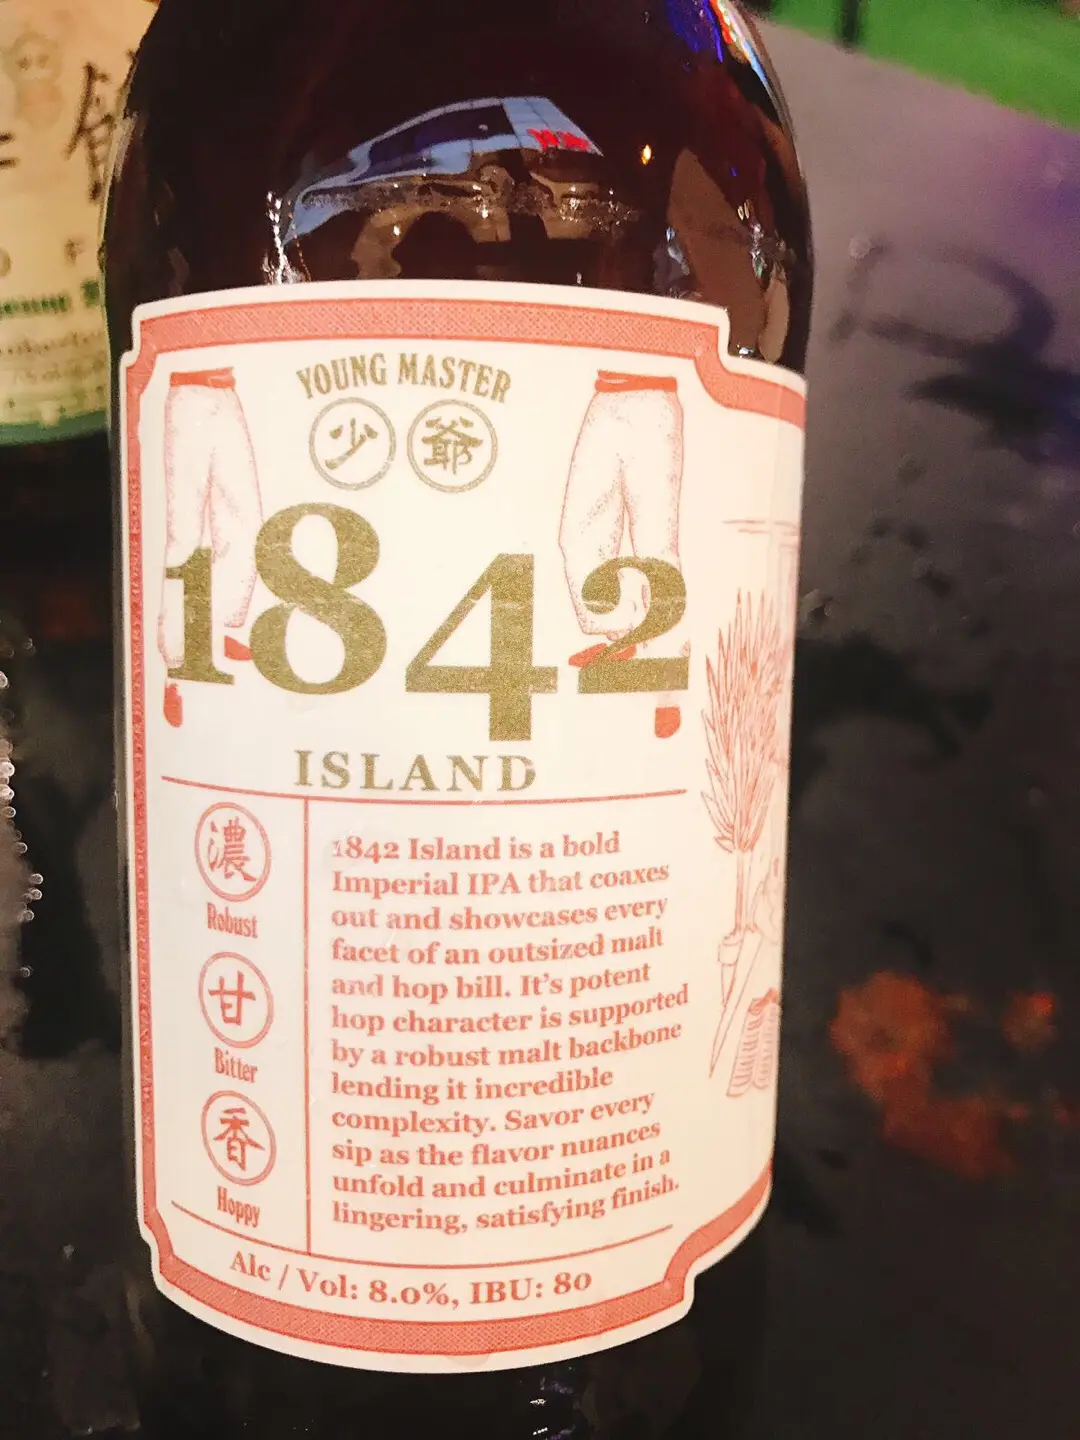 YOUNG MASTER
少爺
1842
ISLAND
濃
Robust
甘
Bitter
香
Hoppy
1842 Island is a bold
Imperial IPA that coaxes
out and showcases every
facet of an outsized malt
and hop bill. It's potent
hop character is supported
by a robust malt backbone
lending it incredible
complexity. Savor every
sip as the flavor nuances
unfold and culminate in a
lingering, satisfying finish.
Alc / Vol: 8.0%, IBU: 80